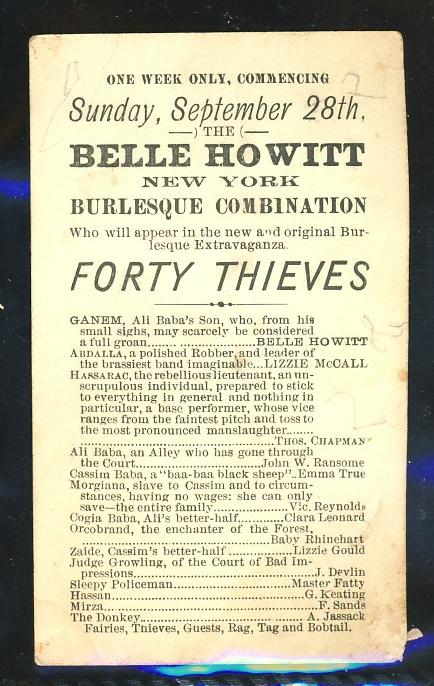 ONE WEEK ONLY, COMMENCING
Sunday, September 28th,
—) THE (—
BELLE HOWITT
NEW YORK
BURLESQUE COMBINATION
Who will appear in the new and original Bur-
lesque Extravaganza.
FORTY THIEVES
GANEM, Ali Baba's Son, who, from his
small sighs, may scarcely be considered
a full groan..............................BELLE HOWITT
ABDALLA, a polished Robber, and leader of
the brassiest band imaginable...LIZZIE McCALL
HASSARAC, the rebellious lieutenant, an un-
scrupulous individual, prepared to stick
to everything in general and nothing in
particular, a base performer, whose vice
ranges from the faintest pitch and toss to
the most pronounced manslaughter.......
..........................................THOS. CHAPMAN
Ali Baba, an Alley who has gone through
the Court............................John W. Ransome
Cassim Baba, a "baa-baa black sheep"..Emma True
Morgiana, slave to Cassim and to circum-
stances, having no wages: she can only
save—the entire family..............Vic. Reynolds
Cogia Baba, Ali's better-half............Clara Leonard
Orcobrand, the enchanter of the Forest,
..........................................Baby Rhinehart
Zaide, Cassim's better-half ................Lizzie Gould
Judge Growling, of the Court of Bad Im-
pressions......................................J. Devlin
Sleepy Policeman..........................Master Fatty
Hassan..........................................G. Keating
Mirza..............................................F. Sands
The Donkey...................................A. Jassack
Fairies, Thieves, Guests, Rag, Tag and Bobtail.